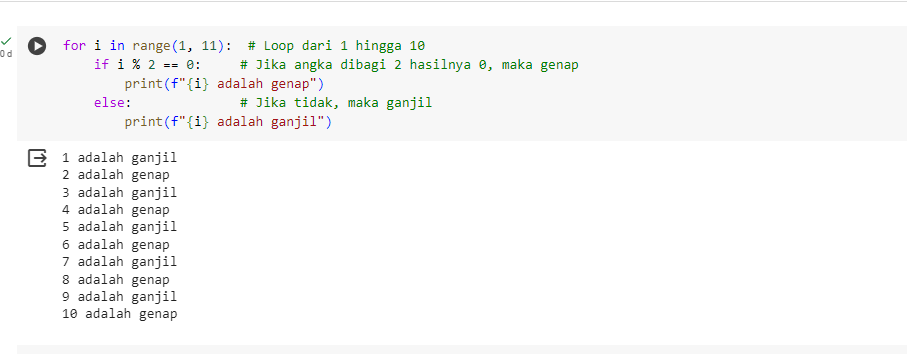 for i in range(1, 11):  # Loop dari 1 hingga 10
    if i % 2 == 0:     # Jika angka dibagi 2 hasilnya 0, maka genap
        print(f"{i} adalah genap")
    else:              # Jika tidak, maka ganjil
        print(f"{i} adalah ganjil")
0 d
1 adalah ganjil
2 adalah genap
3 adalah ganjil
4 adalah genap
5 adalah ganjil
6 adalah genap
7 adalah ganjil
8 adalah genap
9 adalah ganjil
10 adalah genap